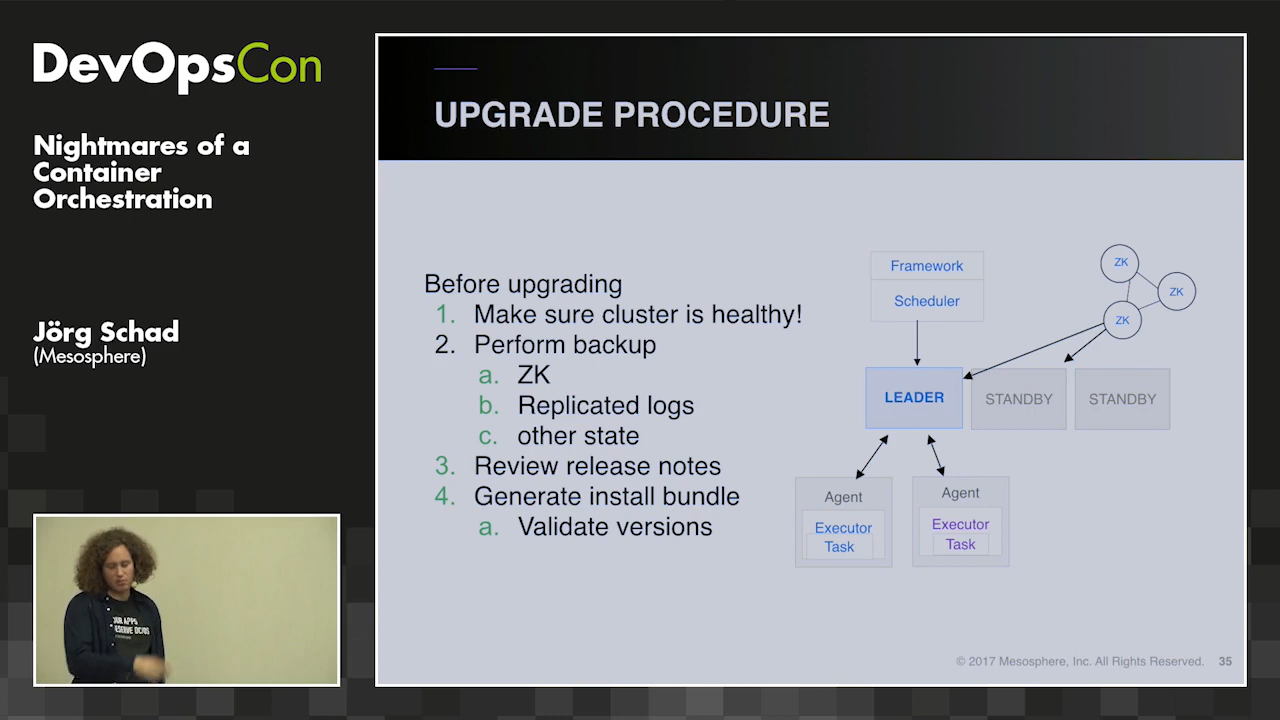 DevOpsCon
Nightmares of a
Container
Orchestration
Jörg Schad
(Mesosphere)
UPGRADE PROCEDURE
Before upgrading
1. Make sure cluster is healthy!
2. Perform backup
a. ZK
b. Replicated logs
c. other state
3. Review release notes
4. Generate install bundle
a. Validate versions
Framework
Scheduler
ZK
ZK
ZK
LEADER
STANDBY
STANDBY
Agent
Executor
Task
Agent
Executor
Task
© 2017 Mesosphere, Inc. All Rights Reserved. 35